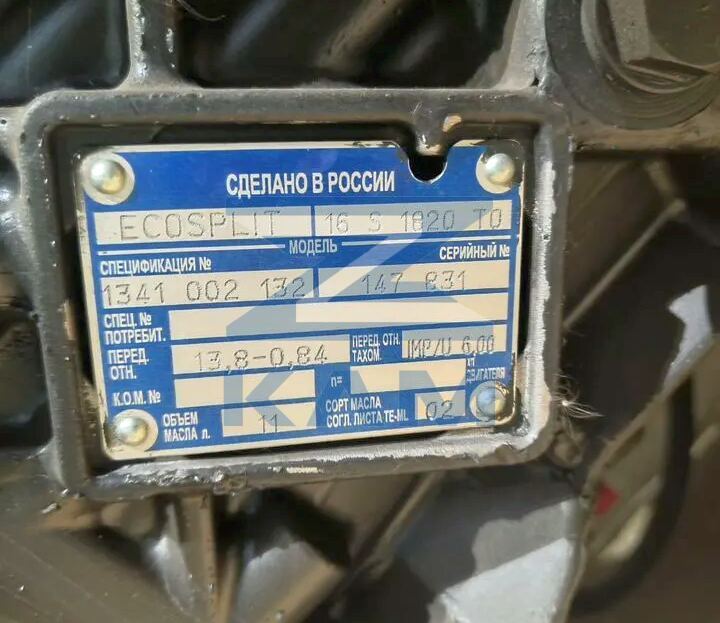 СДЕЛАНО В РОССИИ
ECOSPLIT 16 S 1820 TO
МОДЕЛЬ
СПЕЦИФИКАЦИЯ № СЕРИЙНЫЙ №
1341 002 132 147 831
СПЕЦ. №
ПОТРЕБИТ.
ПЕРЕД. ОТН. 13,8-0,84 ПЕРЕД. ОТН. ТАХОМ. IMP/U 6,00
К.О.М. № n= ДВИГАТЕЛЯ
ОБЪЕМ МАСЛА л. 11 СОРТ МАСЛА СОГЛ. ЛИСТА TE-ML 02